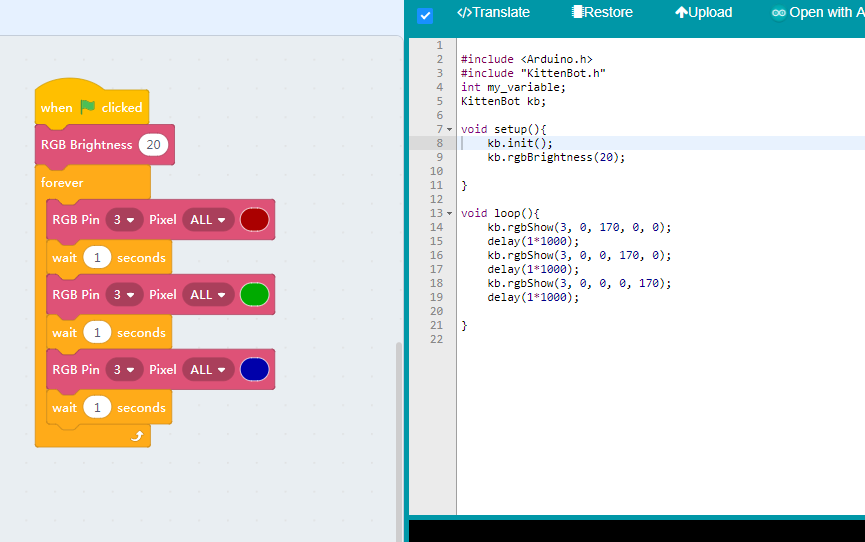 when clicked
RGB Brightness 20
forever
RGB Pin 3 Pixel ALL
wait 1 seconds
RGB Pin 3 Pixel ALL
wait 1 seconds
RGB Pin 3 Pixel ALL
wait 1 seconds
</>Translate Restore Upload Open with A
1
2 #include <Arduino.h>
3 #include "KittenBot.h"
4 int my_variable;
5 KittenBot kb;
6
7 void setup(){
8 kb.init();
9 kb.rgbBrightness(20);
10
11 }
12
13 void loop(){
14 kb.rgbShow(3, 0, 170, 0, 0);
15 delay(1*1000);
16 kb.rgbShow(3, 0, 0, 170, 0);
17 delay(1*1000);
18 kb.rgbShow(3, 0, 0, 0, 170);
19 delay(1*1000);
20
21 }
22